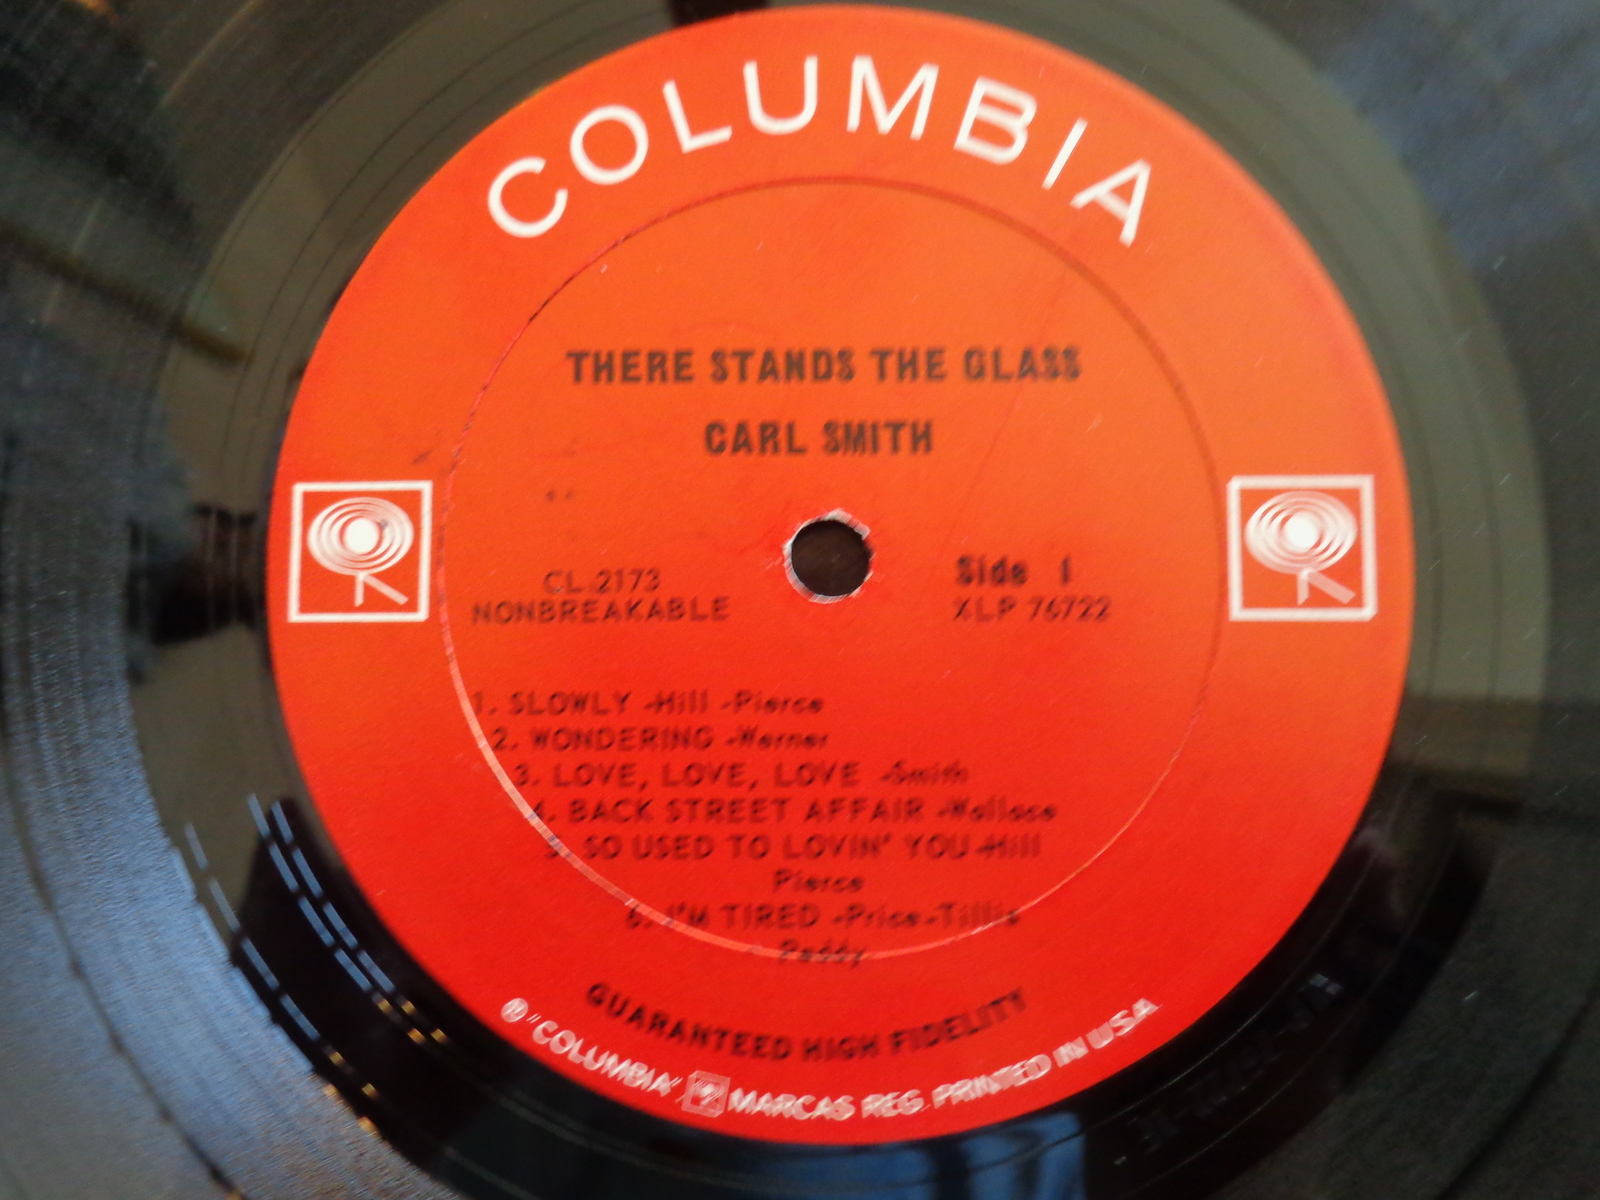 COLUMBIA
THERE STANDS THE GLASS
CARL SMITH
CL 2173
NONBREAKABLE
Side 1
XLP 76722
1. SLOWLY -Hill -Pierce
2. WONDERING -Werner
3. LOVE, LOVE, LOVE -Smith
4. BACK STREET AFFAIR -Wallace
5. SO USED TO LOVIN' YOU-Hill
Pierce
6. I'M TIRED -Price-Tillis
Peddy
GUARANTEED HIGH FIDELITY
Ⓡ "COLUMBIA" MARCAS REG. PRINTED IN USA